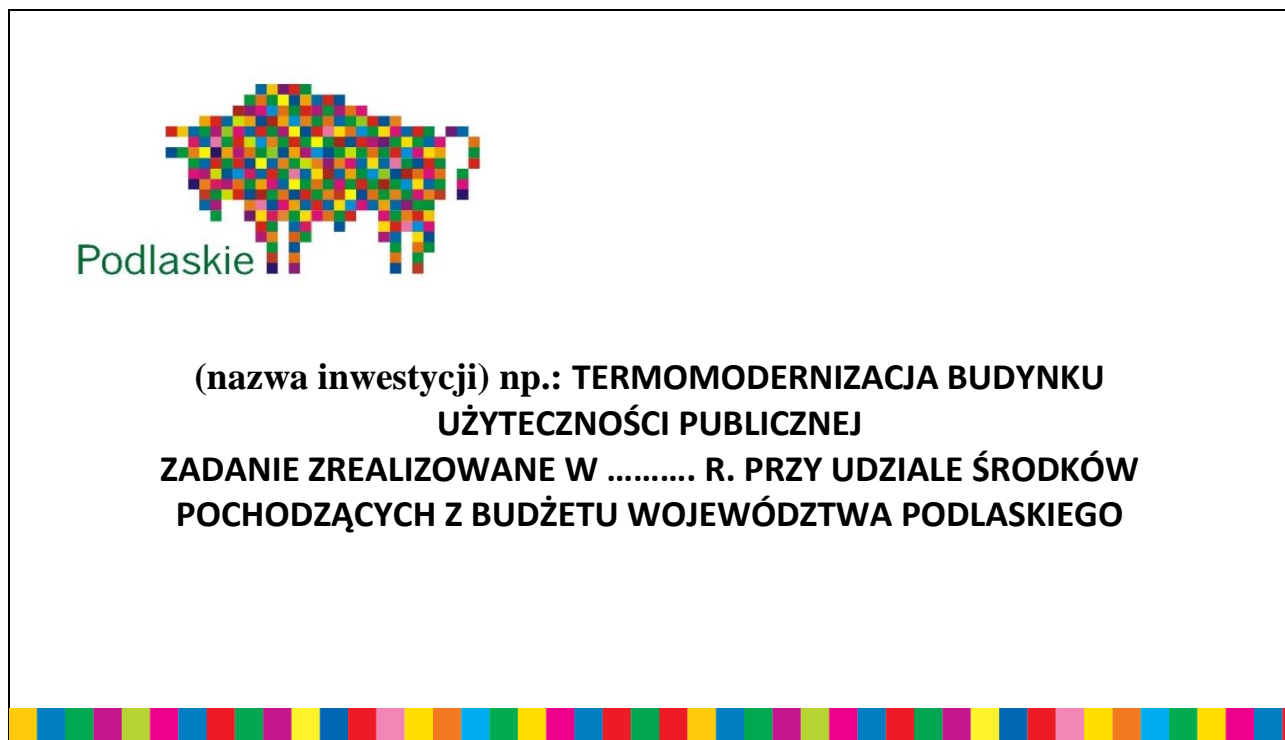 Podlaskie
(nazwa inwestycji) np.: TERMOMODERNIZACJA BUDYNKU
UŻYTECZNOŚCI PUBLICZNEJ
ZADANIE ZREALIZOWANE W .......... R. PRZY UDZIALE ŚRODKÓW
POCHODZĄCYCH Z BUDŻETU WOJEWÓDZTWA PODLASKIEGO